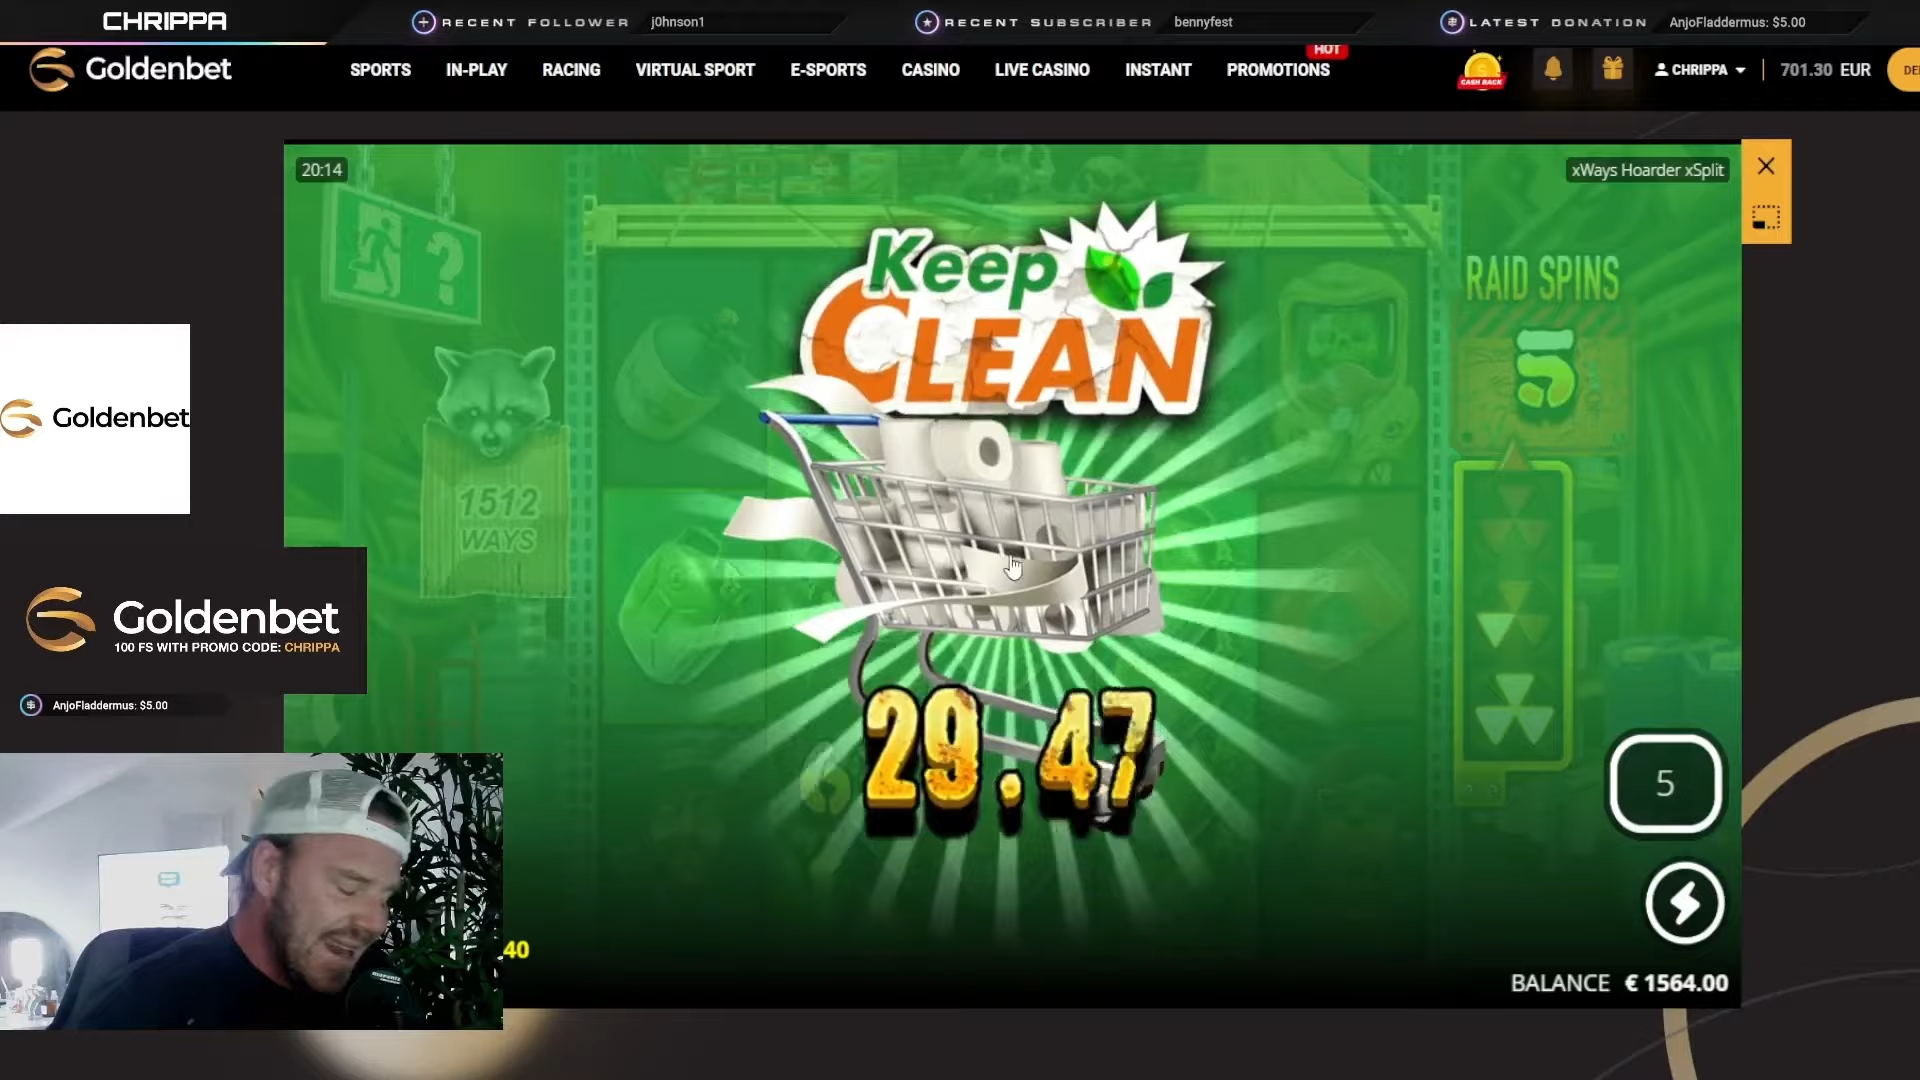 CHRIPPA
RECENT FOLLOWER j0hnson1
RECENT SUBSCRIBER bennyfest
LATEST DONATION AnjoFladdermus: $5.00
Goldenbet
SPORTS
IN-PLAY
RACING
VIRTUAL SPORT
E-SPORTS
CASINO
LIVE CASINO
INSTANT
PROMOTIONS
HOT
CASH BACK
CHRIPPA
701.30 EUR
20:14
xWays Hoarder xSplit
Keep
CLEAN
RAID SPINS
5
1512
WAYS
Goldenbet
Goldenbet
100 FS WITH PROMO CODE: CHRIPPA
AnjoFladdermus: $5.00
29.47
5
40
BALANCE € 1564.00